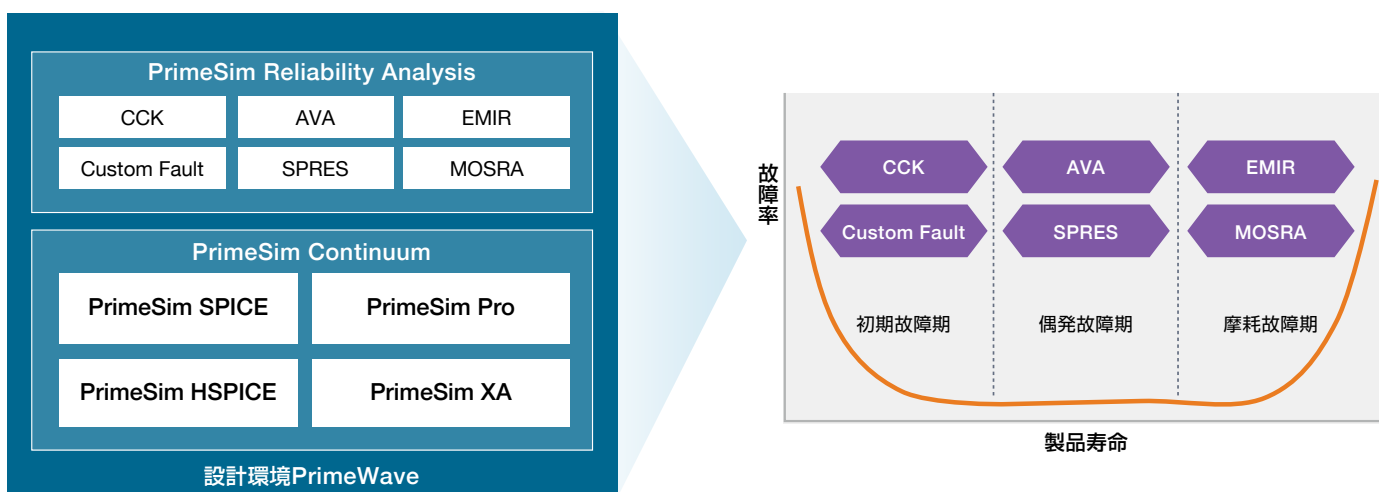 PrimeSim Reliability Analysis
CCK
AVA
EMIR
Custom Fault
SPRES
MOSRA
PrimeSim Continuum
PrimeSim SPICE
PrimeSim Pro
PrimeSim HSPICE
PrimeSim XA
設計環境PrimeWave
故障率
CCK
AVA
EMIR
Custom Fault
SPRES
MOSRA
初期故障期
偶発故障期
摩耗故障期
製品寿命